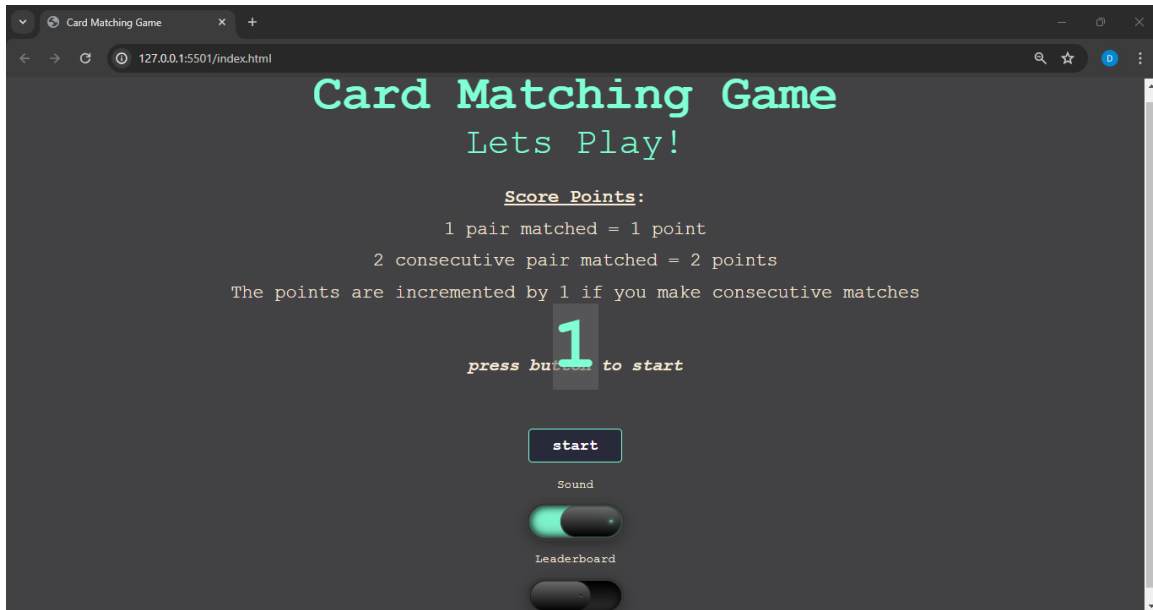 Card Matching Game
127.0.0.1:5501/index.html
D
Card Matching Game
Lets Play!
Score Points:
1 pair matched = 1 point
2 consecutive pair matched = 2 points
The points are incremented by 1 if you make consecutive matches
1
press button to start
start
Sound
Leaderboard